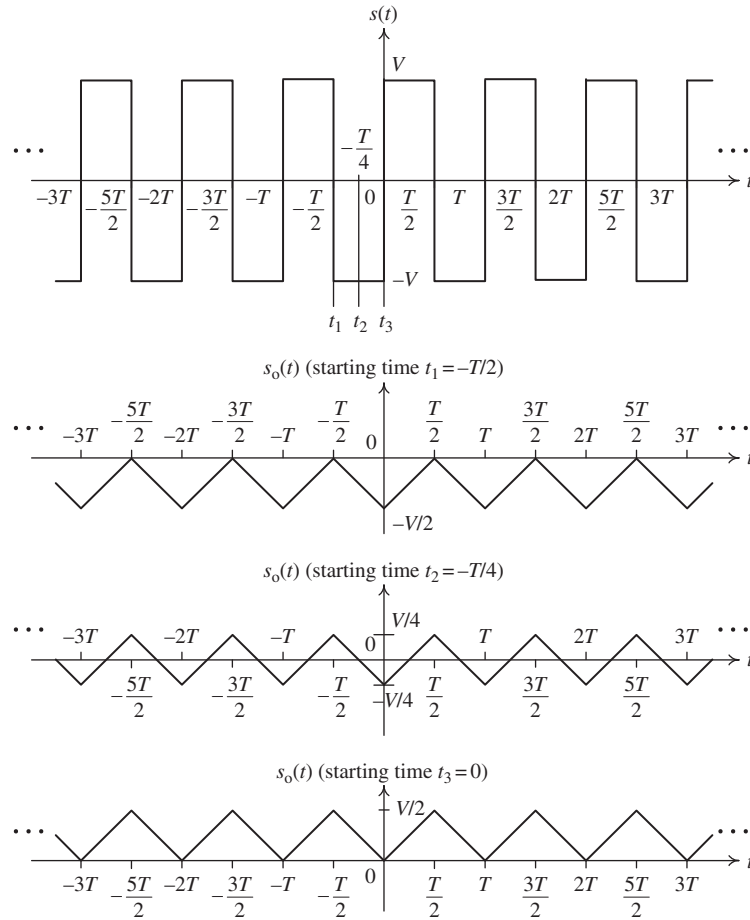 s(t)
V
−T/4
... ...
–3T −5T/2 –2T −3T/2 –T −T/2 0 T/2 T 3T/2 2T 5T/2 3T t
–V
t₁ t₂ t₃
sₒ(t) (starting time t₁ = –T/2)
... −5T/2 −3T/2 −T/2 T/2 3T/2 5T/2 ...
–3T –2T –T 0 T 2T 3T t
–V/2
sₒ(t) (starting time t₂ = –T/4)
V/4
... –3T –2T –T 0 T 2T 3T ...
t
−5T/2 −3T/2 −T/2 –V/4 T/2 3T/2 5T/2
sₒ(t) (starting time t₃ = 0)
V/2
... ...
t
–3T −5T/2 –2T −3T/2 –T −T/2 0 T/2 T 3T/2 2T 5T/2 3T